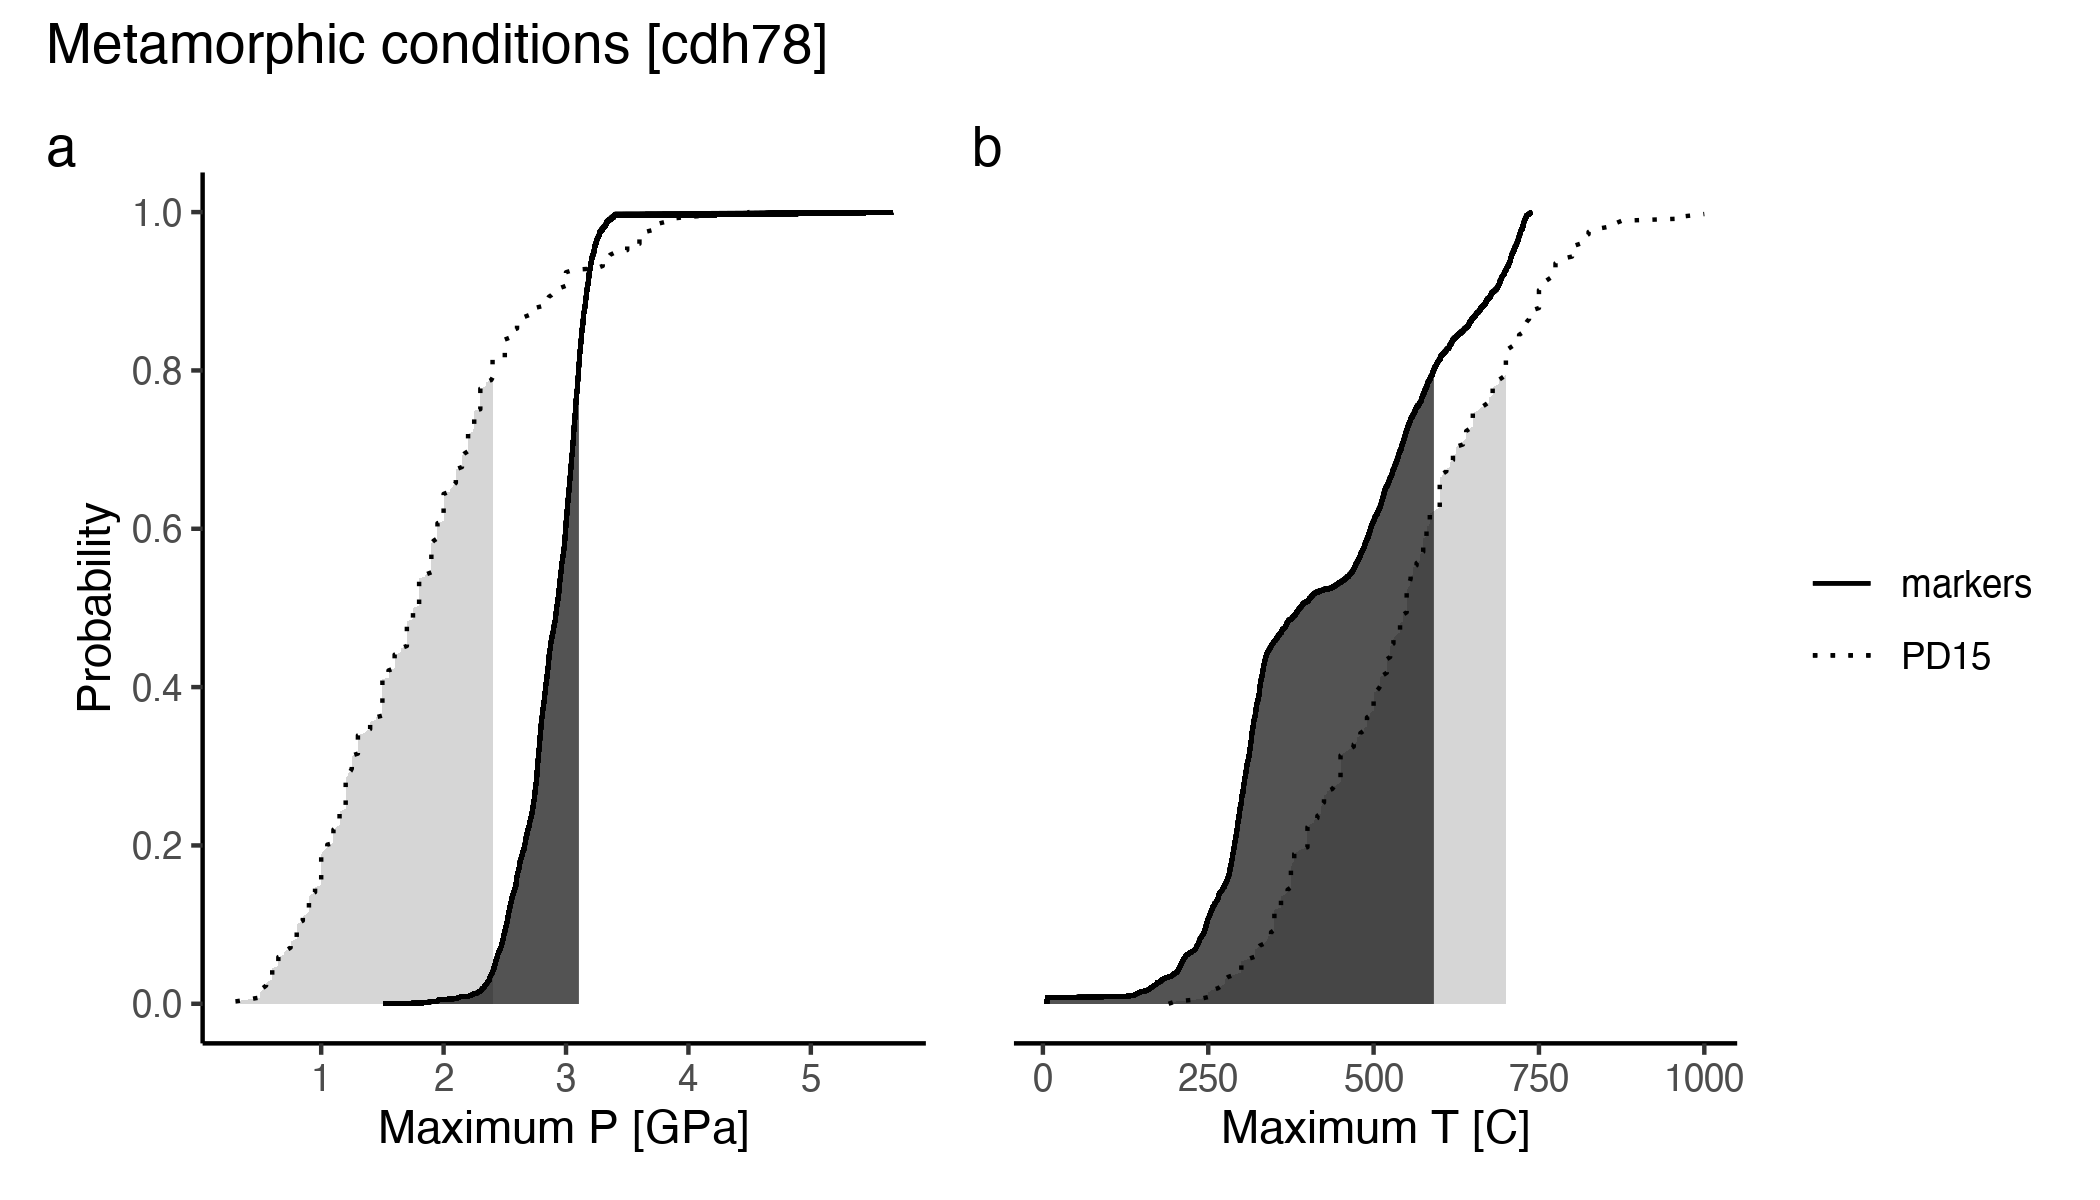 Metamorphic conditions [cdh78]
a
b
Probability
1.0
0.8
0.6
0.4
0.2
0.0
1 2 3 4 5
Maximum P [GPa]
0 250 500 750 1000
Maximum T [C]
markers
PD15